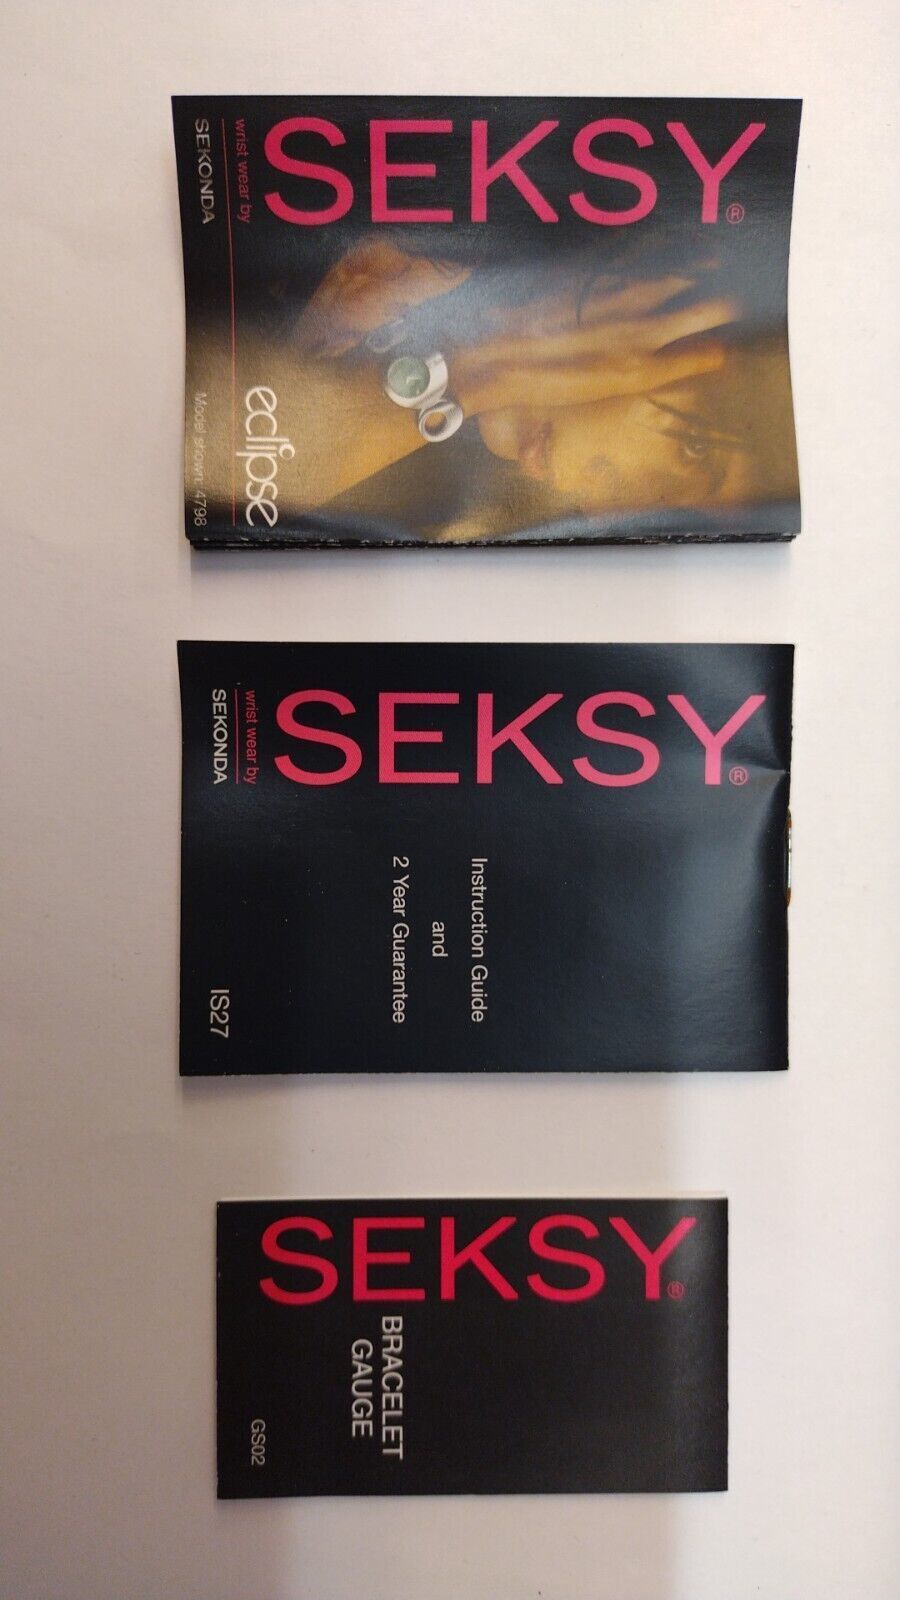 SEKSY®
wrist wear by
SEKONDA
eclipse
Model shown: 4798
SEKSY®
wrist wear by
SEKONDA
Instruction Guide
and
2 Year Guarantee
IS27
SEKSY®
BRACELET
GAUGE
GS02